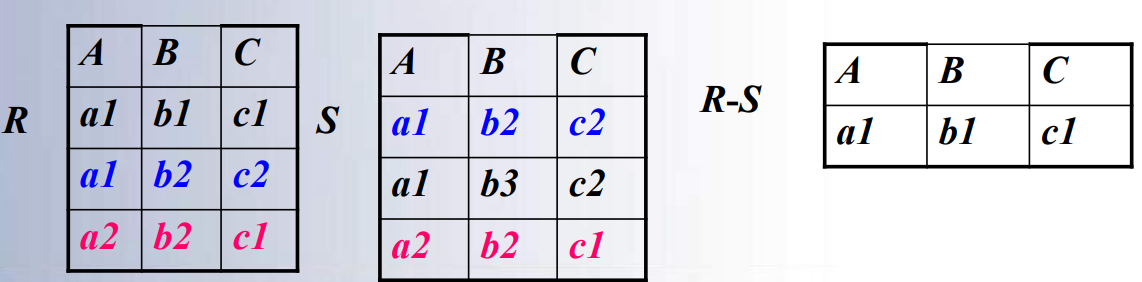 R
A B C
a1 b1 c1
a1 b2 c2
a2 b2 c1
S
A B C
a1 b2 c2
a1 b3 c2
a2 b2 c1
R-S
A B C
a1 b1 c1